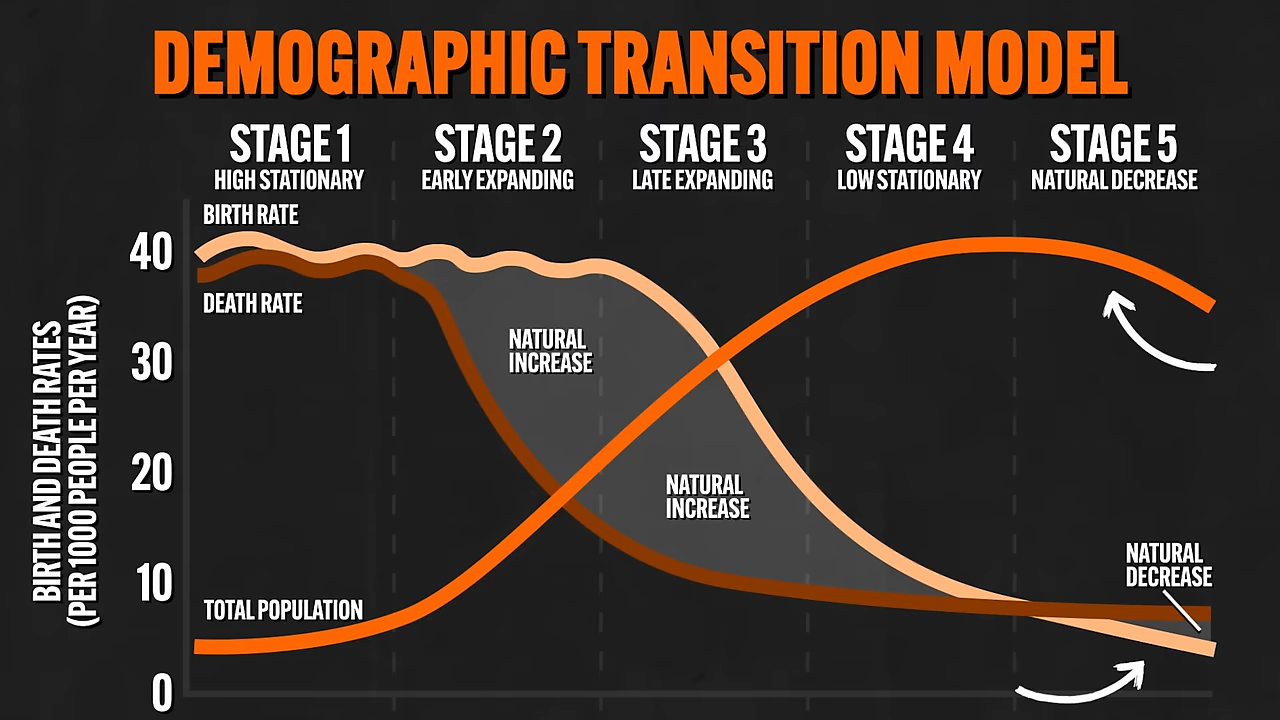 DEMOGRAPHIC TRANSITION MODEL
STAGE 1
HIGH STATIONARY
STAGE 2
EARLY EXPANDING
STAGE 3
LATE EXPANDING
STAGE 4
LOW STATIONARY
STAGE 5
NATURAL DECREASE
BIRTH AND DEATH RATES
(PER 1000 PEOPLE PER YEAR)
40
30
20
10
0
BIRTH RATE
DEATH RATE
NATURAL
INCREASE
NATURAL
INCREASE
TOTAL POPULATION
NATURAL
DECREASE